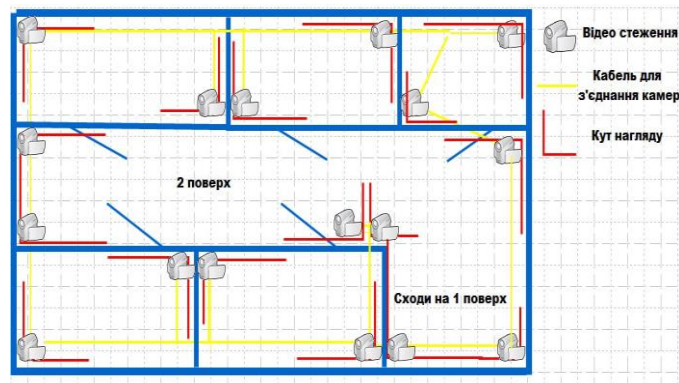 Відео стеження
Кабель для
з'єднання камер
Кут нагляду
2 поверх
Сходи на 1 поверх